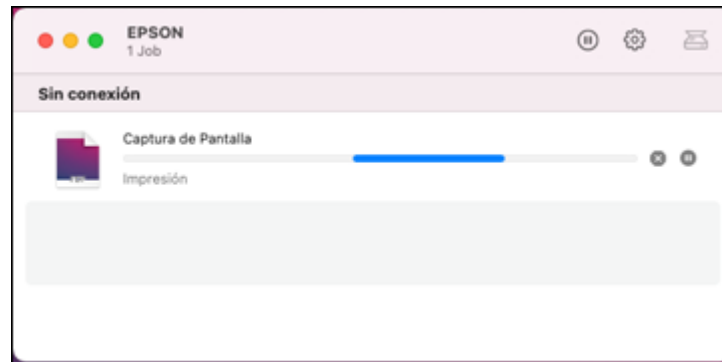 EPSON
1 Job
Sin conexión
Captura de Pantalla
Impresión